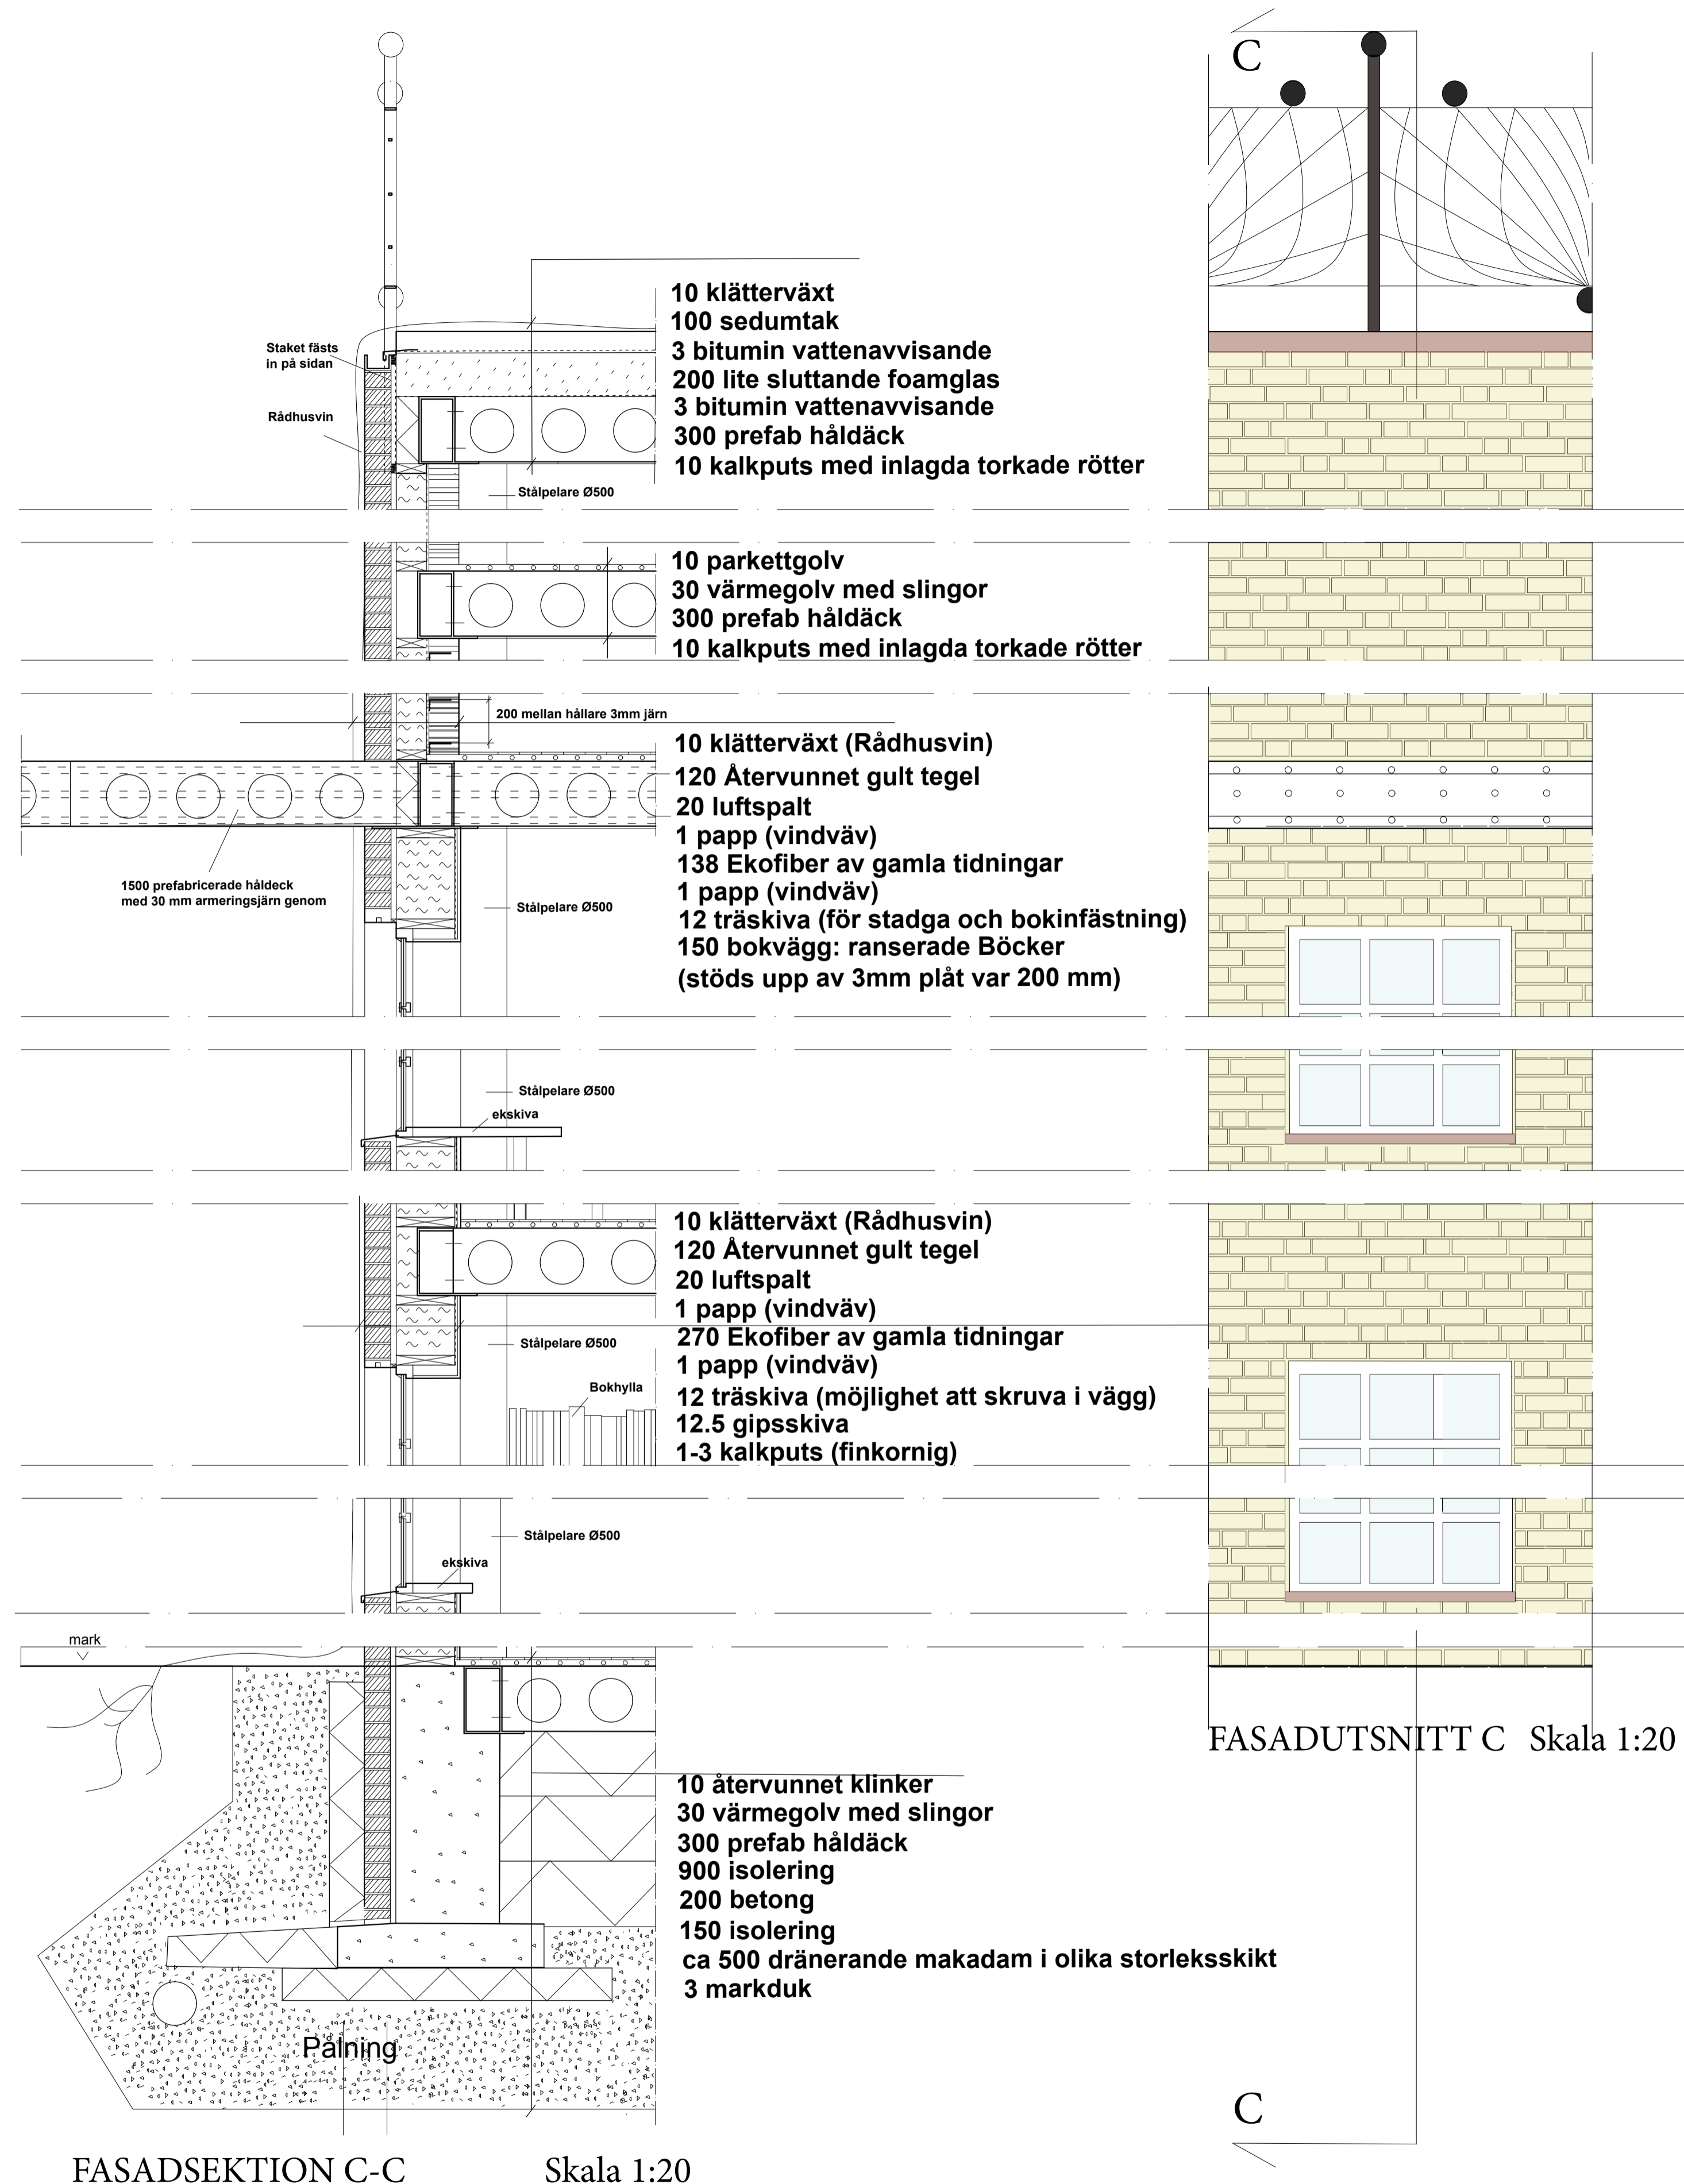 C
10 klätterväxt
100 sedumtak
3 bitumin vattenavvisande
200 lite sluttande foamglas
3 bitumin vattenavvisande
300 prefab håldäck
10 kalkputs med inlagda torkade rötter
Staket fästs
in på sidan
Rådhusvin
Stålpelare Ø500
10 parkettgolv
30 värmegolv med slingor
300 prefab håldäck
10 kalkputs med inlagda torkade rötter
200 mellan hållare 3mm järn
10 klätterväxt (Rådhusvin)
120 Återvunnet gult tegel
20 luftspalt
1 papp (vindväv)
138 Ekofiber av gamla tidningar
1 papp (vindväv)
12 träskiva (för stadga och bokinfästning)
150 bokvägg: ranserade Böcker
(stöds upp av 3mm plåt var 200 mm)
1500 prefabricerade håldeck
med 30 mm armeringsjärn genom
Stålpelare Ø500
Stålpelare Ø500
ekskiva
10 klätterväxt (Rådhusvin)
120 Återvunnet gult tegel
20 luftspalt
1 papp (vindväv)
270 Ekofiber av gamla tidningar
1 papp (vindväv)
12 träskiva (möjlighet att skruva i vägg)
12.5 gipsskiva
1-3 kalkputs (finkornig)
Stålpelare Ø500
Bokhylla
Stålpelare Ø500
ekskiva
mark
FASADUTSNITT C Skala 1:20
10 återvunnet klinker
30 värmegolv med slingor
300 prefab håldäck
900 isolering
200 betong
150 isolering
ca 500 dränerande makadam i olika storleksskikt
3 markduk
Pålning
C
FASADSEKTION C-C Skala 1:20